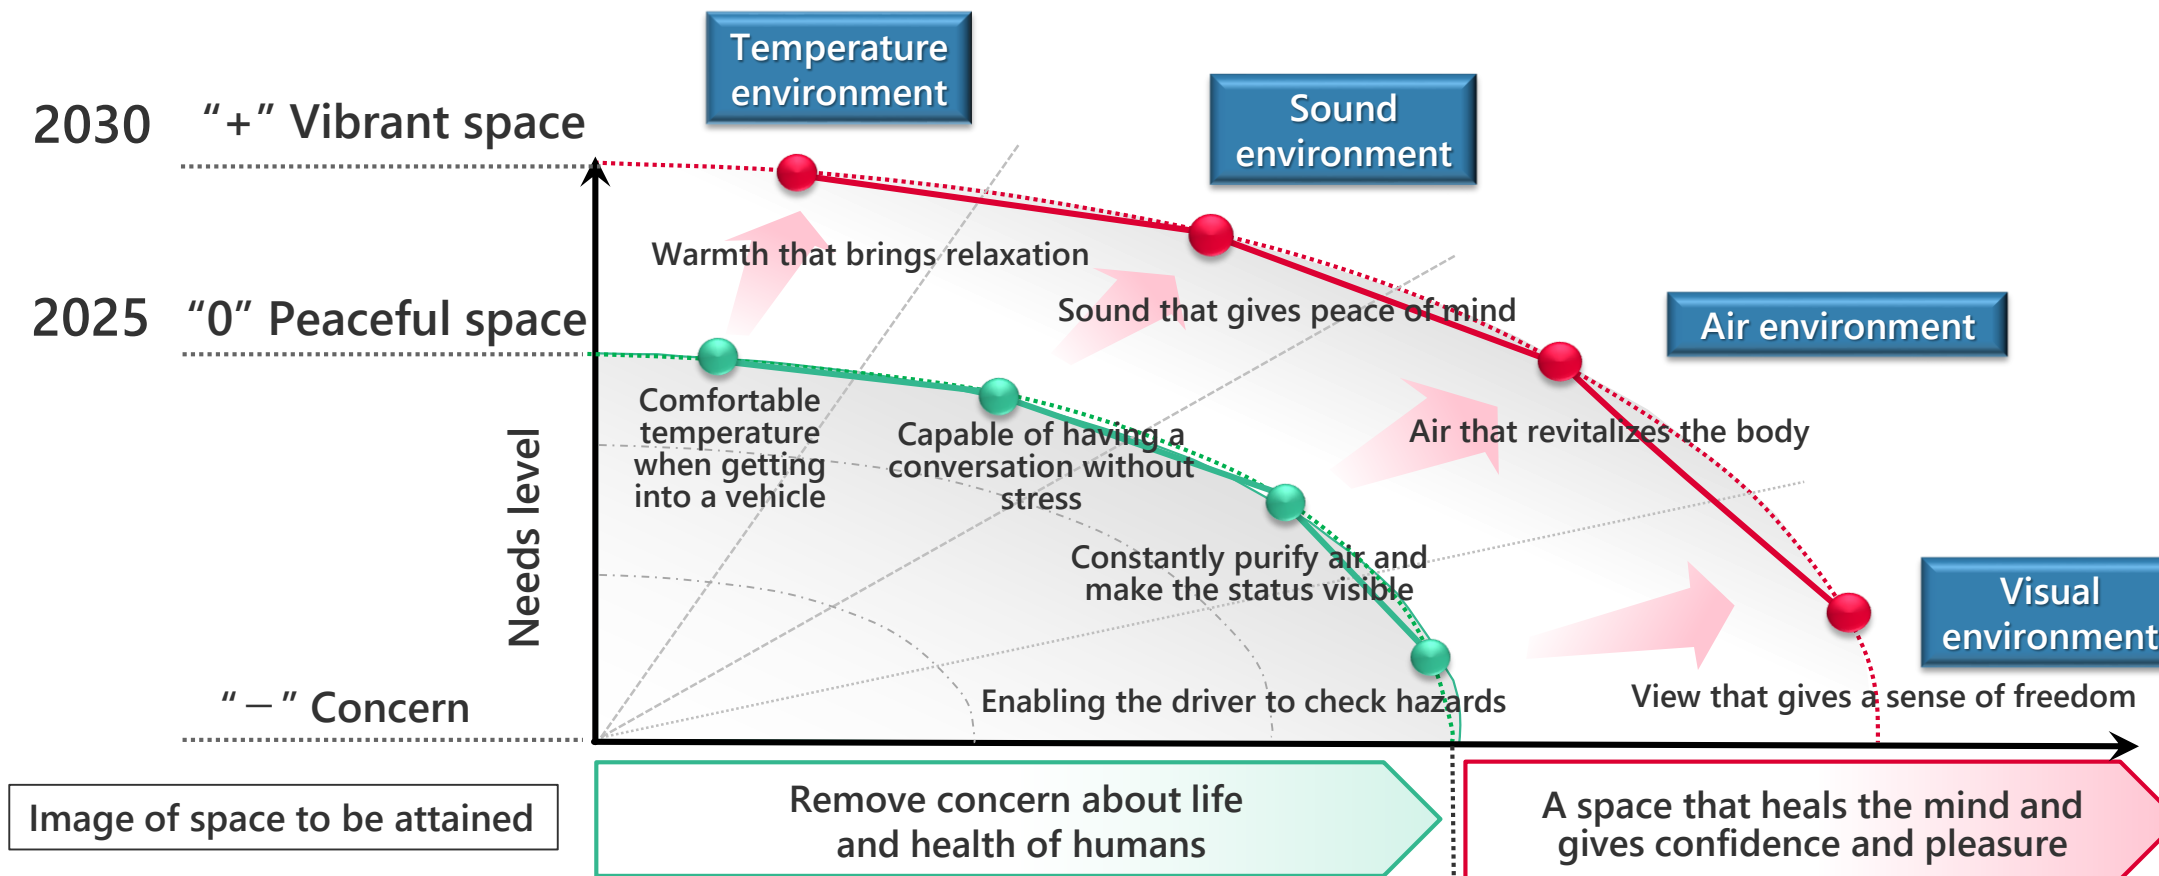 Temperature
environment
Sound
environment
2030 “+” Vibrant space
Warmth that brings relaxation
Sound that gives peace of mind
2025 “0” Peaceful space
Air environment
Comfortable
temperature
when getting
into a vehicle
Capable of having a
conversation without
stress
Air that revitalizes the body
Needs level
Constantly purify air and
make the status visible
Visual
environment
“－” Concern
Enabling the driver to check hazards
View that gives a sense of freedom
Image of space to be attained
Remove concern about life
and health of humans
A space that heals the mind and
gives confidence and pleasure